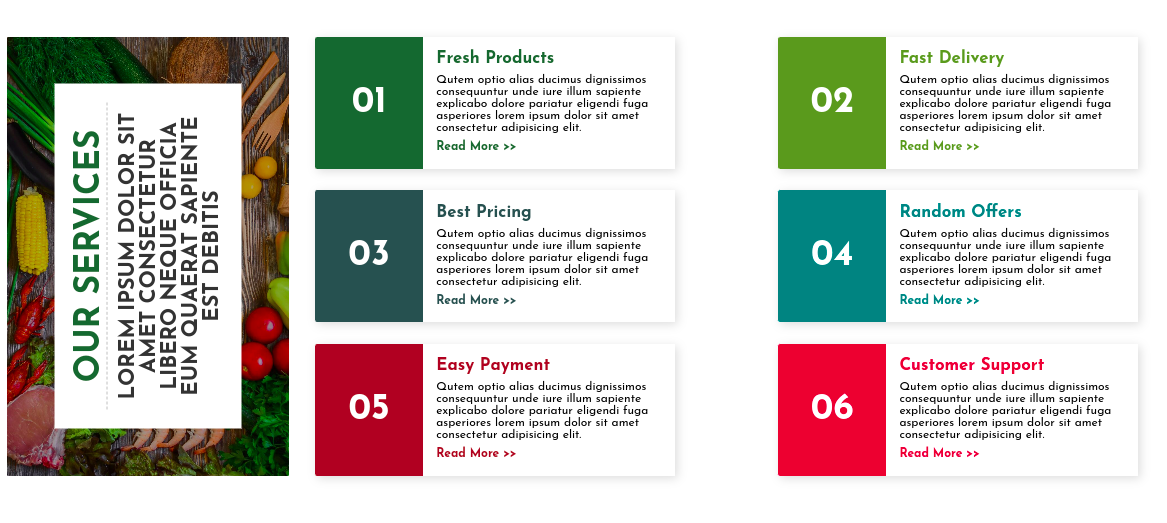 OUR SERVICES
LOREM IPSUM DOLOR SIT
AMET CONSECTETUR
LIBERO NEQUE OFFICIA
EUM QUAERAT SAPIENTE
EST DEBITIS
01
Fresh Products
Qutem optio alias ducimus dignissimos
consequuntur unde iure illum sapiente
explicabo dolore pariatur eligendi fuga
asperiores lorem ipsum dolor sit amet
consectetur adipisicing elit.
Read More >>
02
Fast Delivery
Qutem optio alias ducimus dignissimos
consequuntur unde iure illum sapiente
explicabo dolore pariatur eligendi fuga
asperiores lorem ipsum dolor sit amet
consectetur adipisicing elit.
Read More >>
03
Best Pricing
Qutem optio alias ducimus dignissimos
consequuntur unde iure illum sapiente
explicabo dolore pariatur eligendi fuga
asperiores lorem ipsum dolor sit amet
consectetur adipisicing elit.
Read More >>
04
Random Offers
Qutem optio alias ducimus dignissimos
consequuntur unde iure illum sapiente
explicabo dolore pariatur eligendi fuga
asperiores lorem ipsum dolor sit amet
consectetur adipisicing elit.
Read More >>
05
Easy Payment
Qutem optio alias ducimus dignissimos
consequuntur unde iure illum sapiente
explicabo dolore pariatur eligendi fuga
asperiores lorem ipsum dolor sit amet
consectetur adipisicing elit.
Read More >>
06
Customer Support
Qutem optio alias ducimus dignissimos
consequuntur unde iure illum sapiente
explicabo dolore pariatur eligendi fuga
asperiores lorem ipsum dolor sit amet
consectetur adipisicing elit.
Read More >>